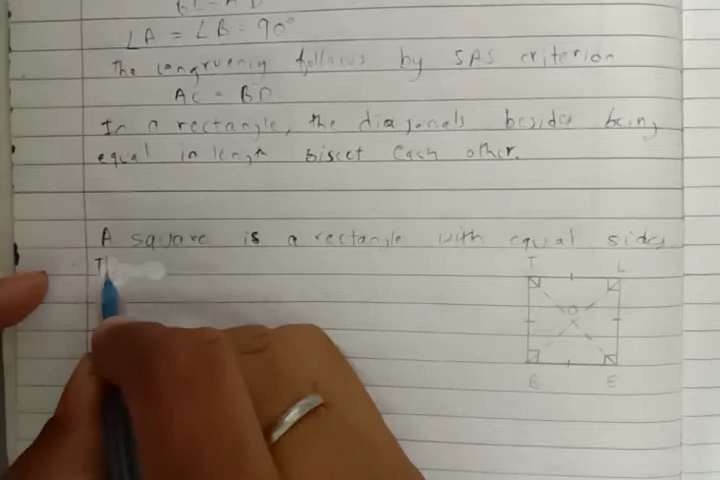 ∠A = ∠B = 90°
The congruency follows by SAS criterion
AC = BD
In a rectangle, the diagonals besides being
equal in length bisect each other.
A square is a rectangle with equal sides
T
T L
O
B E